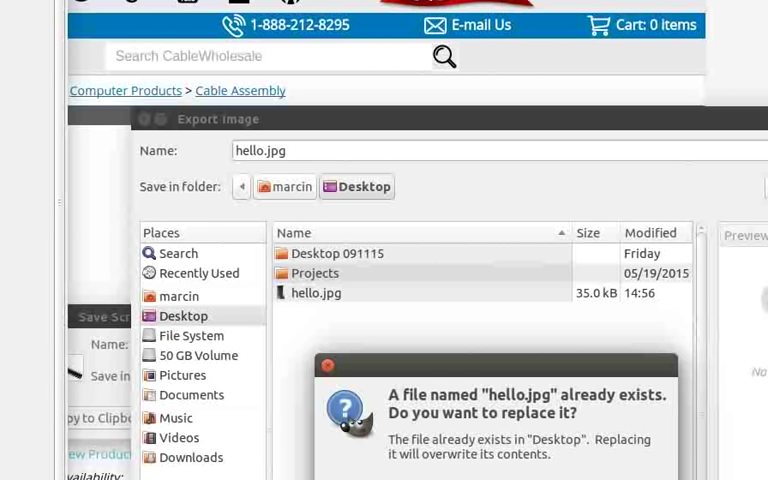 1-888-212-8295 E-mail Us Cart: 0 items
Search CableWholesale
Computer Products > Cable Assembly
Export Image
Name: hello.jpg
Save in folder: marcin Desktop
Places Name Size Modified Preview
Search Desktop 091115 Friday
Recently Used Projects 05/19/2015
marcin hello.jpg 35.0 kB 14:56
Desktop
Save Scr
File System
Name:
50 GB Volume
Pictures
No
Save in
Documents
A file named "hello.jpg" already exists.
Do you want to replace it?
py to Clipbo
Music
Videos
The file already exists in "Desktop". Replacing
it will overwrite its contents.
ew Produc
Downloads
vailability: